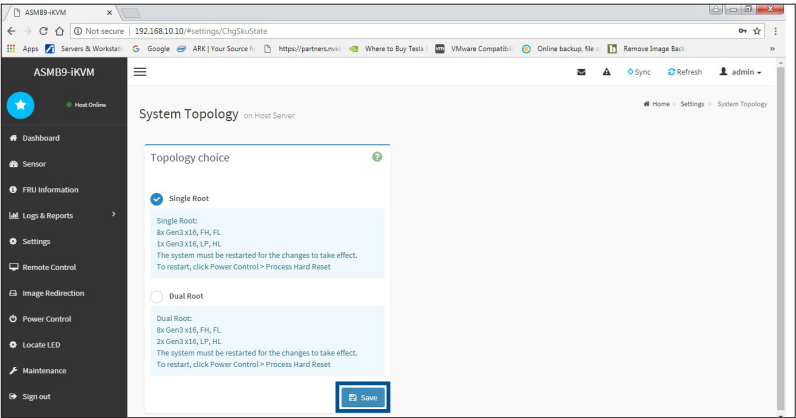 ASMB9-iKVM
Not secure | 192.168.10.10/#settings/ChgSkuState
Apps Servers & Workstati Google ARK | Your Source fo https://partners.nvid Where to Buy Tesla VMware Compatibil Online backup, file s Remove Image Back »
ASMB9-iKVM
Sync Refresh admin
Host Online
System Topology on Host Server
Home > Settings > System Topology
Dashboard
Sensor
FRU Information
Logs & Reports >
Settings
Remote Control
Image Redirection
Power Control
Locate LED
Maintenance
Sign out
Topology choice
Single Root
Single Root:
8x Gen3 x16, FH, FL
1x Gen3 x16, LP, HL
The system must be restarted for the changes to take effect.
To restart, click Power Control > Process Hard Reset
Dual Root
Dual Root:
8x Gen3 x16, FH, FL
2x Gen3 x16, LP, HL
The system must be restarted for the changes to take effect.
To restart, click Power Control > Process Hard Reset
Save